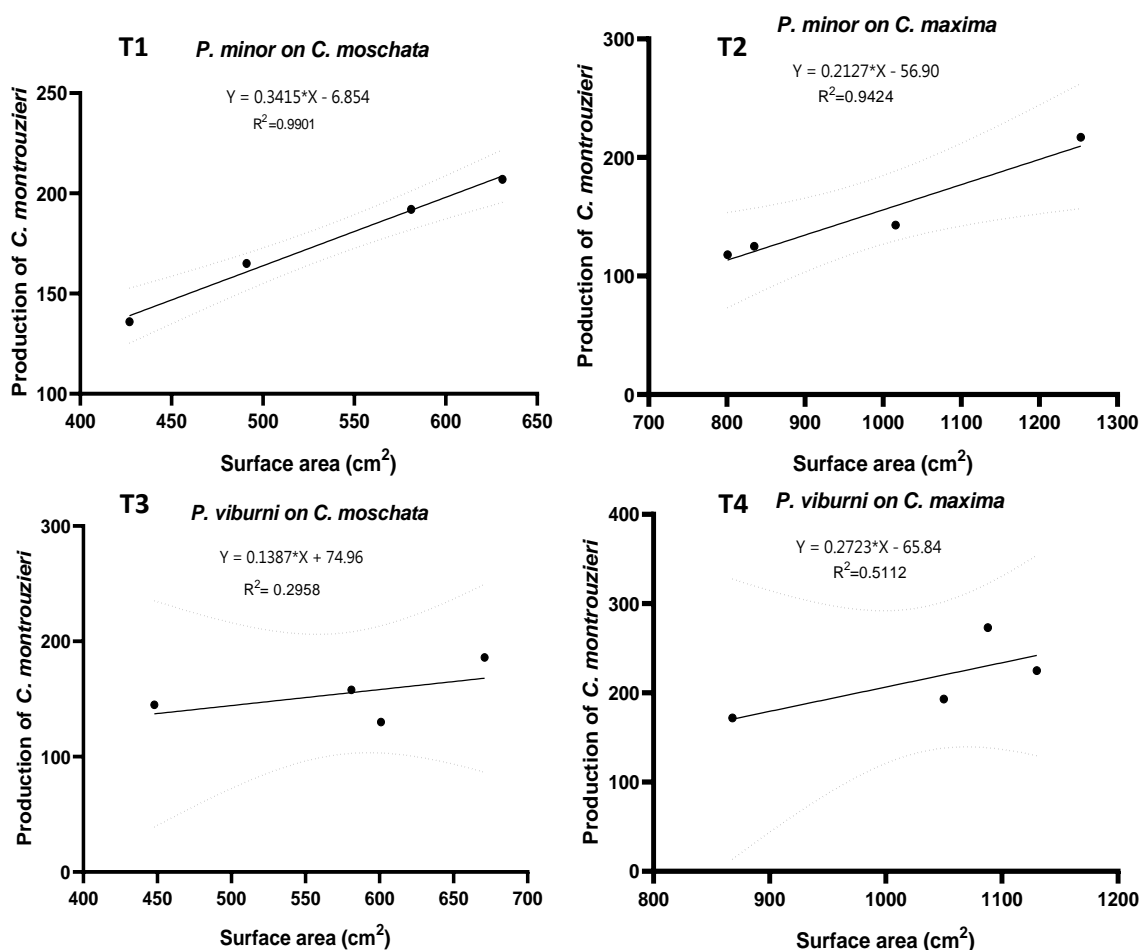 T1
P. minor on C. moschata
Y = 0.3415*X - 6.854
R²=0.9901
Production of C. montrouzieri
250
200
150
100
400 450 500 550 600 650
Surface area (cm²)
T2
P. minor on C. maxima
Y = 0.2127*X - 56.90
R²=0.9424
Production of C. montrouzieri
300
200
100
0
700 800 900 1000 1100 1200 1300
Surface area (cm²)
T3
P. viburni on C. moschata
Y = 0.1387*X + 74.96
R²= 0.2958
Production of C. montrouzieri
300
200
100
0
400 450 500 550 600 650 700
Surface area (cm²)
T4
P. viburni on C. maxima
Y = 0.2723*X - 65.84
R²=0.5112
Production of C. montrouzieri
400
300
200
100
0
800 900 1000 1100 1200
Surface area (cm²)